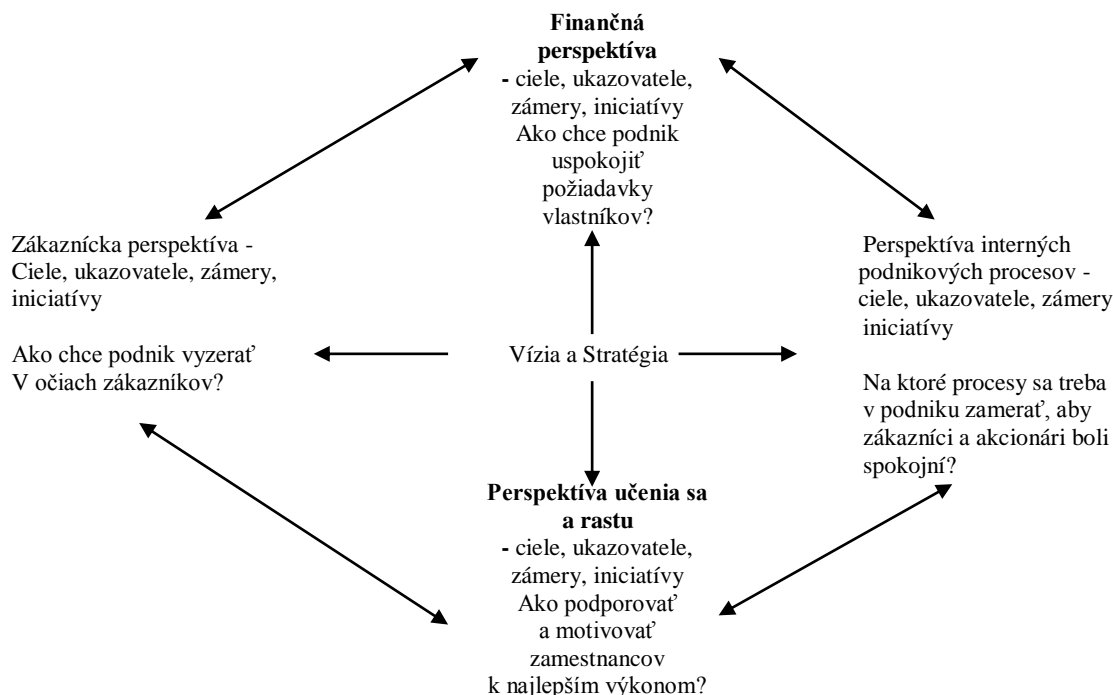 Finančná
perspektíva
- ciele, ukazovatele,
zámery, iniciatívy
Ako chce podnik
uspokojiť
požiadavky
vlastníkov?
Zákaznícka perspektíva -
Ciele, ukazovatele, zámery,
iniciatívy
Ako chce podnik vyzerať
V očiach zákazníkov?
Vízia a Stratégia
Perspektíva interných
podnikových procesov -
ciele, ukazovatele, zámery
iniciatívy
Na ktoré procesy sa treba
v podniku zamerať, aby
zákazníci a akcionári boli
spokojní?
Perspektíva učenia sa
a rastu
- ciele, ukazovatele,
zámery, iniciatívy
Ako podporovať
a motivovať
zamestnancov
k najlepším výkonom?